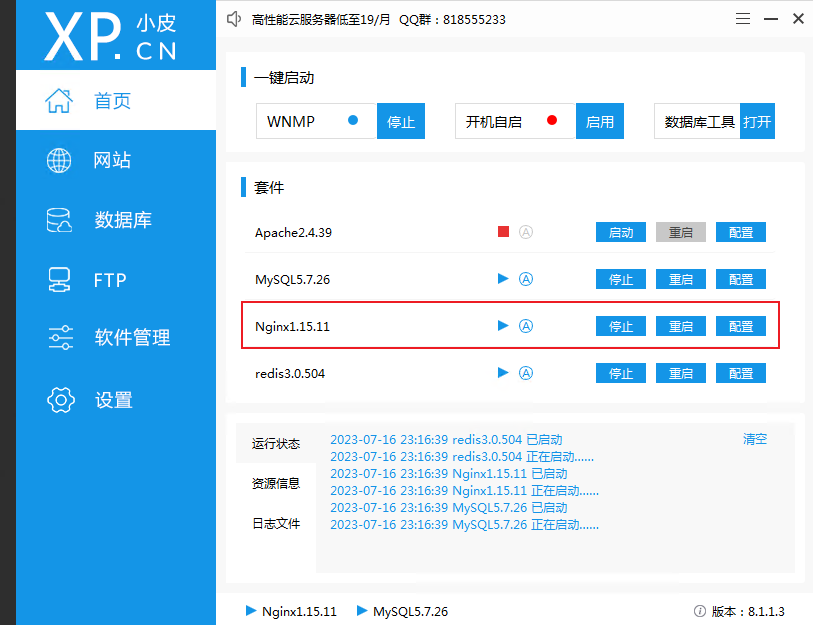 XP. 小皮 CN
高性能云服务器低至19/月 QQ群：818555233
首页
网站
数据库
FTP
软件管理
设置
一键启动
WNMP 停止 开机自启 启用 数据库工具 打开
套件
Apache2.4.39 A 启动 重启 配置
MySQL5.7.26 A 停止 重启 配置
Nginx1.15.11 A 停止 重启 配置
redis3.0.504 A 停止 重启 配置
运行状态
资源信息
日志文件
2023-07-16 23:16:39 redis3.0.504 已启动
2023-07-16 23:16:39 redis3.0.504 正在启动......
2023-07-16 23:16:39 Nginx1.15.11 已启动
2023-07-16 23:16:39 Nginx1.15.11 正在启动......
2023-07-16 23:16:39 MySQL5.7.26 已启动
2023-07-16 23:16:39 MySQL5.7.26 正在启动......
清空
Nginx1.15.11 MySQL5.7.26 版本：8.1.1.3